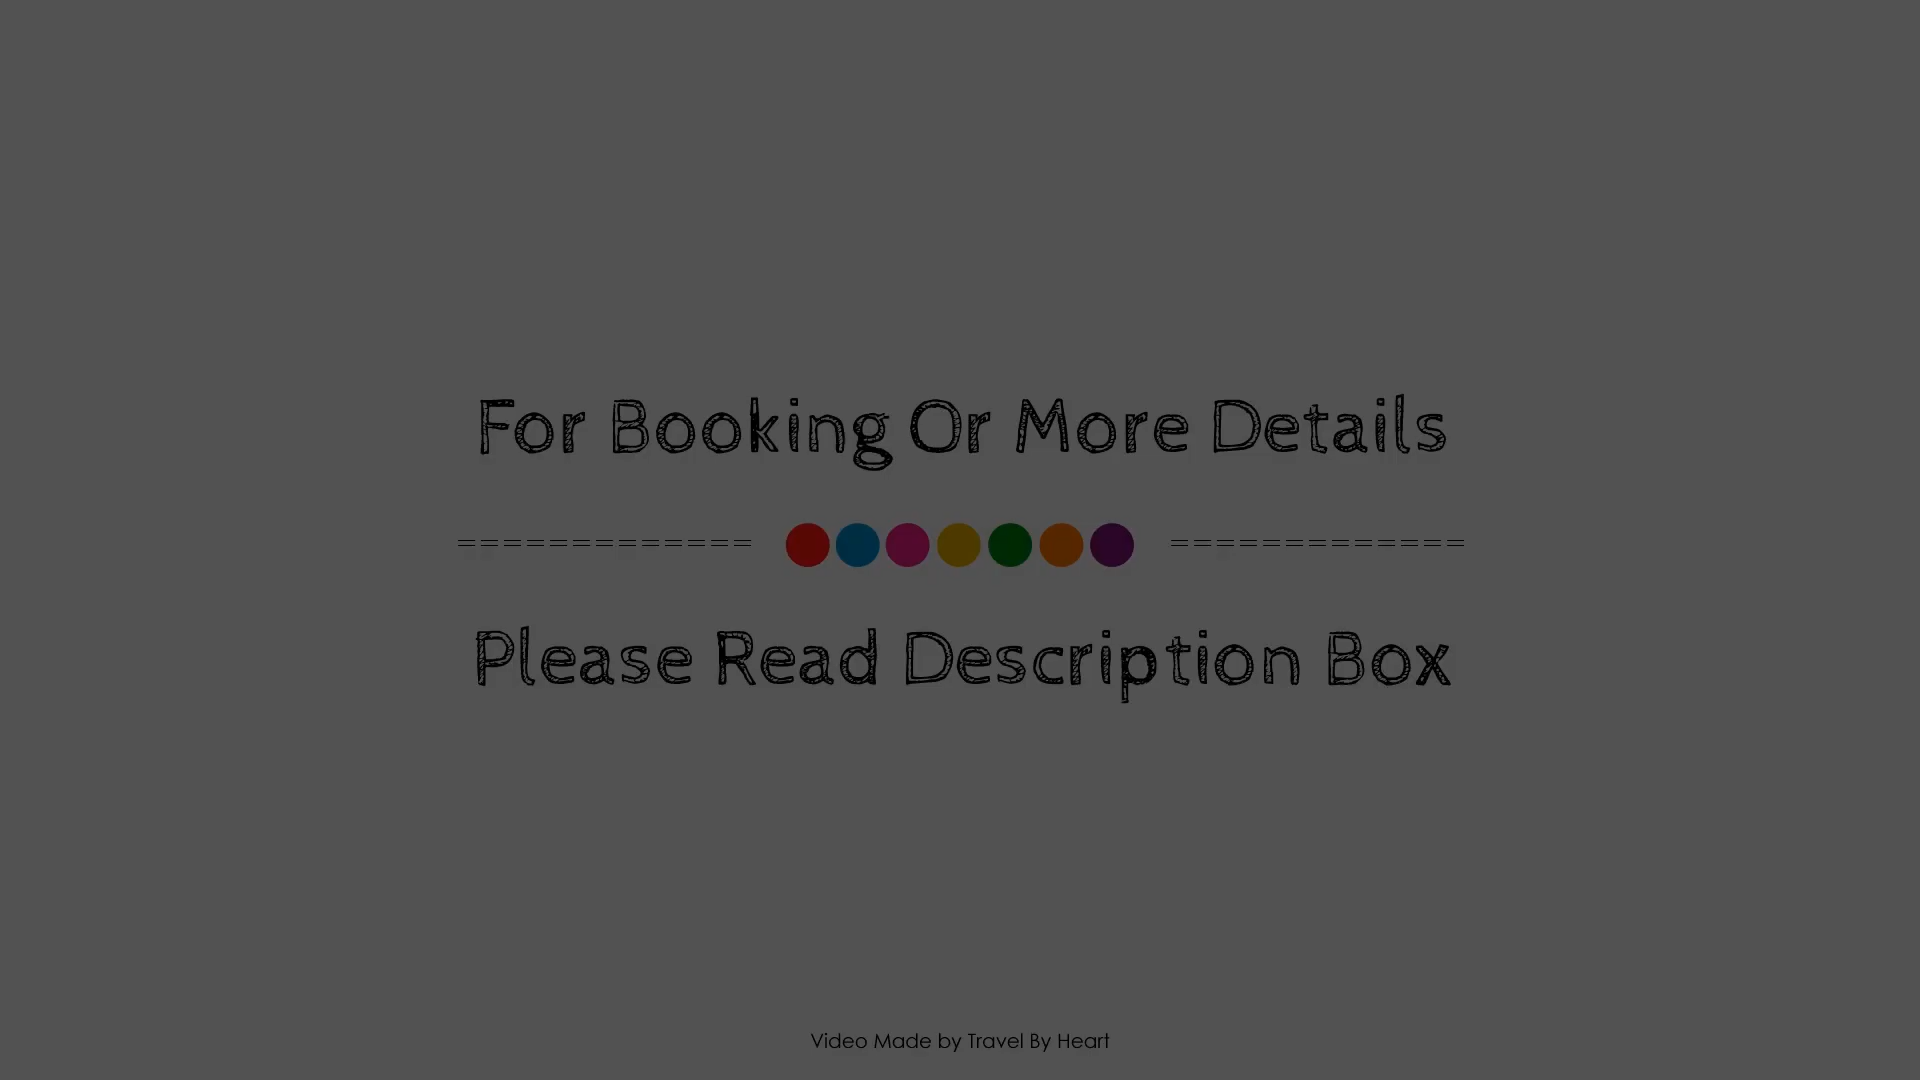 For Booking Or More Details
============= =============
Please Read Description Box
Video Made by Travel By Heart